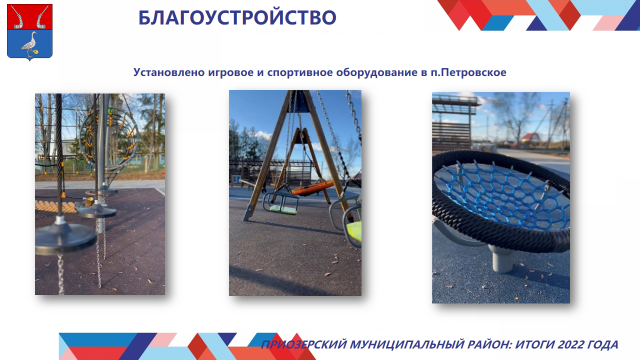 БЛАГОУСТРОЙСТВО
Установлено игровое и спортивное оборудование в п.Петровское
ПРИОЗЕРСКИЙ МУНИЦИПАЛЬНЫЙ РАЙОН: ИТОГИ 2022 ГОДА